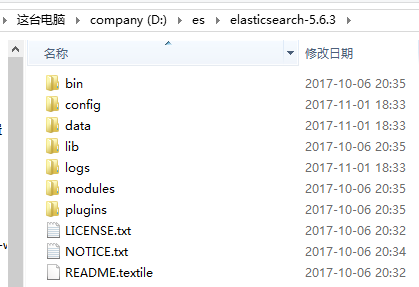 这台电脑 company (D:) es elasticsearch-5.6.3
名称 修改日期
bin 2017-10-06 20:35
config 2017-11-01 18:33
data 2017-11-01 18:33
lib 2017-10-06 20:35
logs 2017-11-01 18:33
modules 2017-10-06 20:35
plugins 2017-10-06 20:35
LICENSE.txt 2017-10-06 20:32
NOTICE.txt 2017-10-06 20:34
README.textile 2017-10-06 20:32